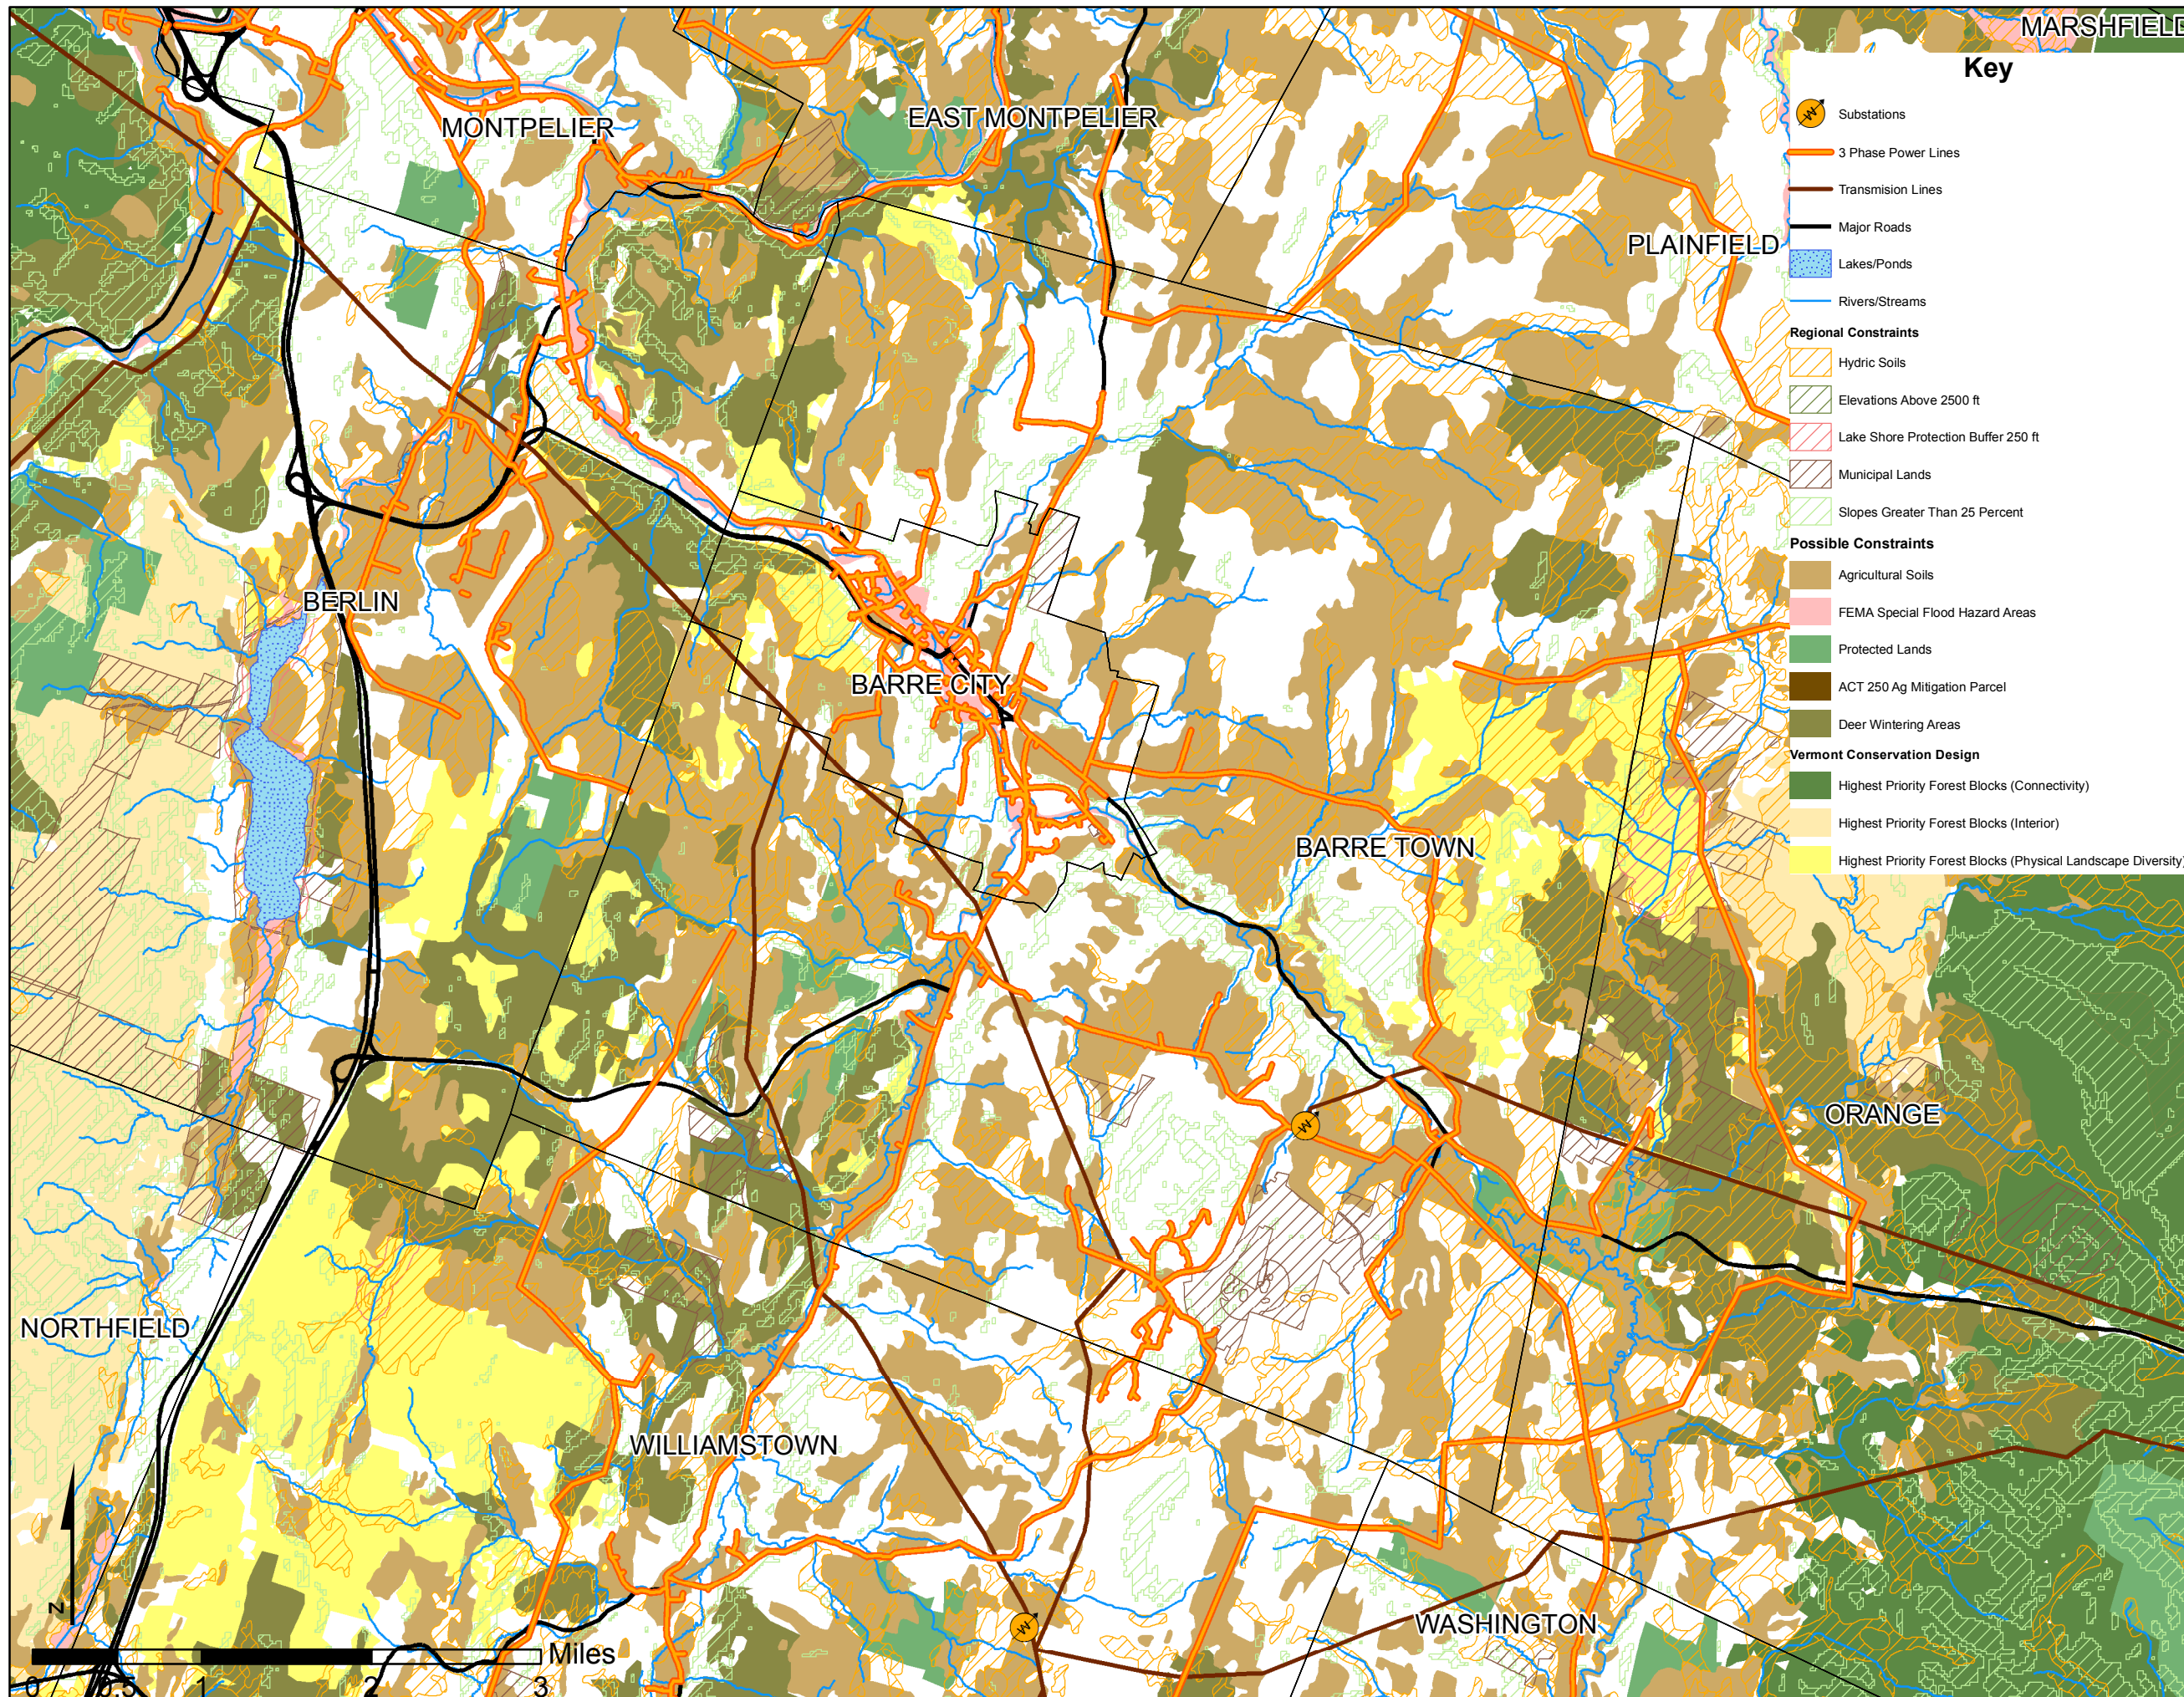 MARSHFIELD
Key
Substations
3 Phase Power Lines
Transmision Lines
Major Roads
Lakes/Ponds
Rivers/Streams
Regional Constraints
Hydric Soils
Elevations Above 2500 ft
Lake Shore Protection Buffer 250 ft
Municipal Lands
Slopes Greater Than 25 Percent
Possible Constraints
Agricultural Soils
FEMA Special Flood Hazard Areas
Protected Lands
ACT 250 Ag Mitigation Parcel
Deer Wintering Areas
Vermont Conservation Design
Highest Priority Forest Blocks (Connectivity)
Highest Priority Forest Blocks (Interior)
Highest Priority Forest Blocks (Physical Landscape Diversity)
MONTPELIER
EAST MONTPELIER
PLAINFIELD
BERLIN
BARRE CITY
BARRE TOWN
ORANGE
NORTHFIELD
WILLIAMSTOWN
WASHINGTON
N
Miles
0 0.5 1 2 3